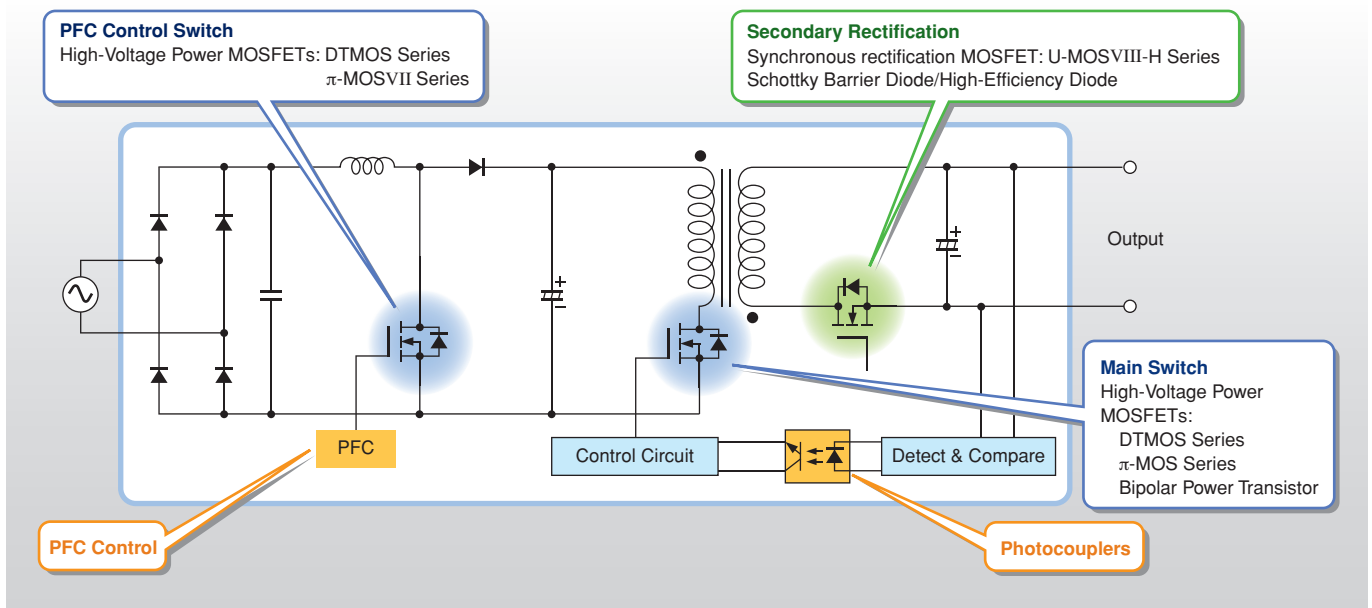 PFC Control Switch
High-Voltage Power MOSFETs: DTMOS Series
π-MOSVII Series
Secondary Rectification
Synchronous rectification MOSFET: U-MOSVIII-H Series
Schottky Barrier Diode/High-Efficiency Diode
+
−
+
−
Output
Main Switch
High-Voltage Power
MOSFETs:
DTMOS Series
π-MOS Series
Bipolar Power Transistor
PFC
Control Circuit
Detect & Compare
PFC Control
Photocouplers